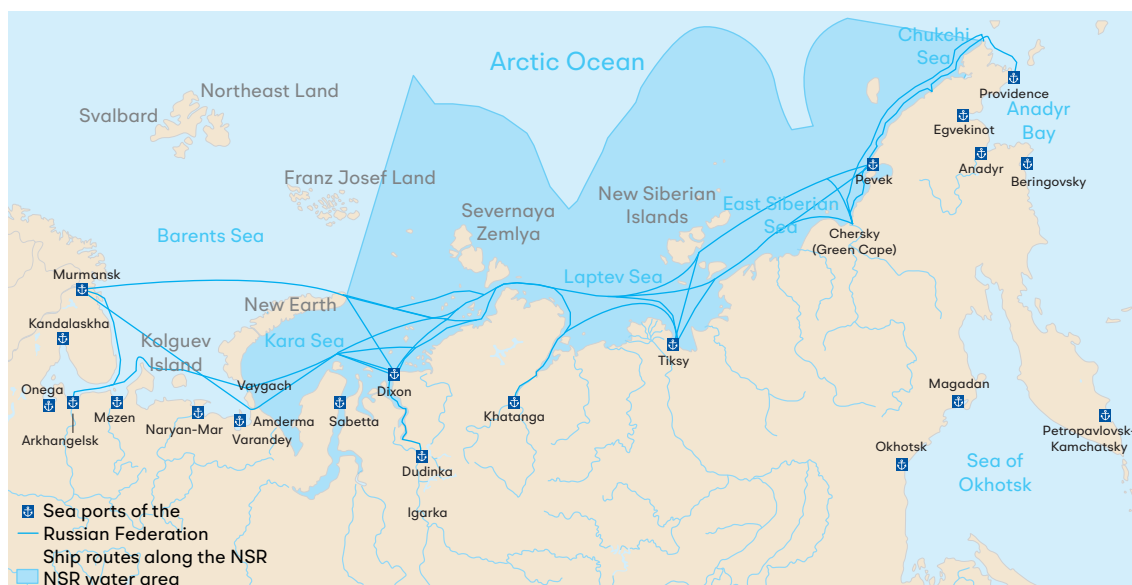 Arctic Ocean
Chukchi
Sea
Northeast Land
Svalbard
Providence
Anadyr
Bay
Egvekinot
Anadyr
Beringovsky
Pevek
Franz Josef Land
New Siberian
Islands
Severnaya
Zemlya
East Siberian
Sea
Barents Sea
Chersky
(Green Cape)
Murmansk
Laptev Sea
New Earth
Kandalaskha
Kolguev
Island
Kara Sea
Tiksy
Vaygach
Dixon
Onega
Magadan
Mezen
Naryan-Mar
Amderma
Varandey
Sabetta
Khatanga
Arkhangelsk
Petropavlovsk-
Kamchatsky
Okhotsk
Sea of
Okhotsk
Dudinka
Igarka
Sea ports of the
Russian Federation
Ship routes along the NSR
NSR water area